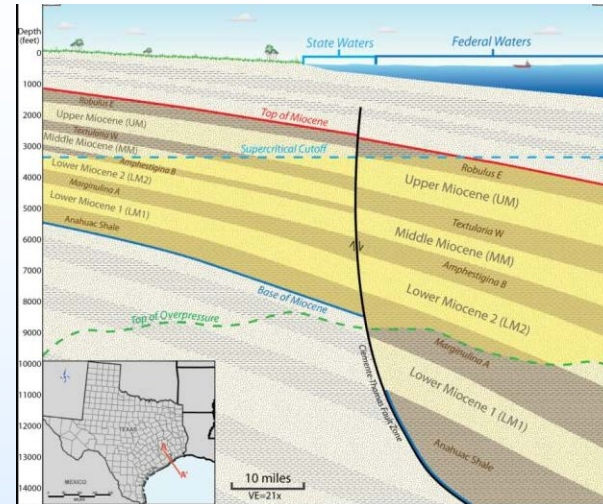 Depth
(feet)
State Waters
Federal Waters
0
1000
2000
3000
4000
5000
6000
7000
8000
9000
10000
11000
12000
13000
14000
Robulus E
Upper Miocene (UM)
Textularia W
Middle Miocene (MM)
Amphestigina B
Lower Miocene 2 (LM2)
Marginulina A
Lower Miocene 1 (LM1)
Anahuac Shale
Top of Miocene
Supercritical Cutoff
Base of Miocene
Top of Overpressure
Robulus E
Upper Miocene (UM)
Textularia W
Middle Miocene (MM)
Amphestigina B
Lower Miocene 2 (LM2)
Marginulina A
Lower Miocene 1 (LM1)
Anahuac Shale
Clemente-Thomas Fault Zone
TEXAS
A
A'
MEXICO
10 miles
VE=21x